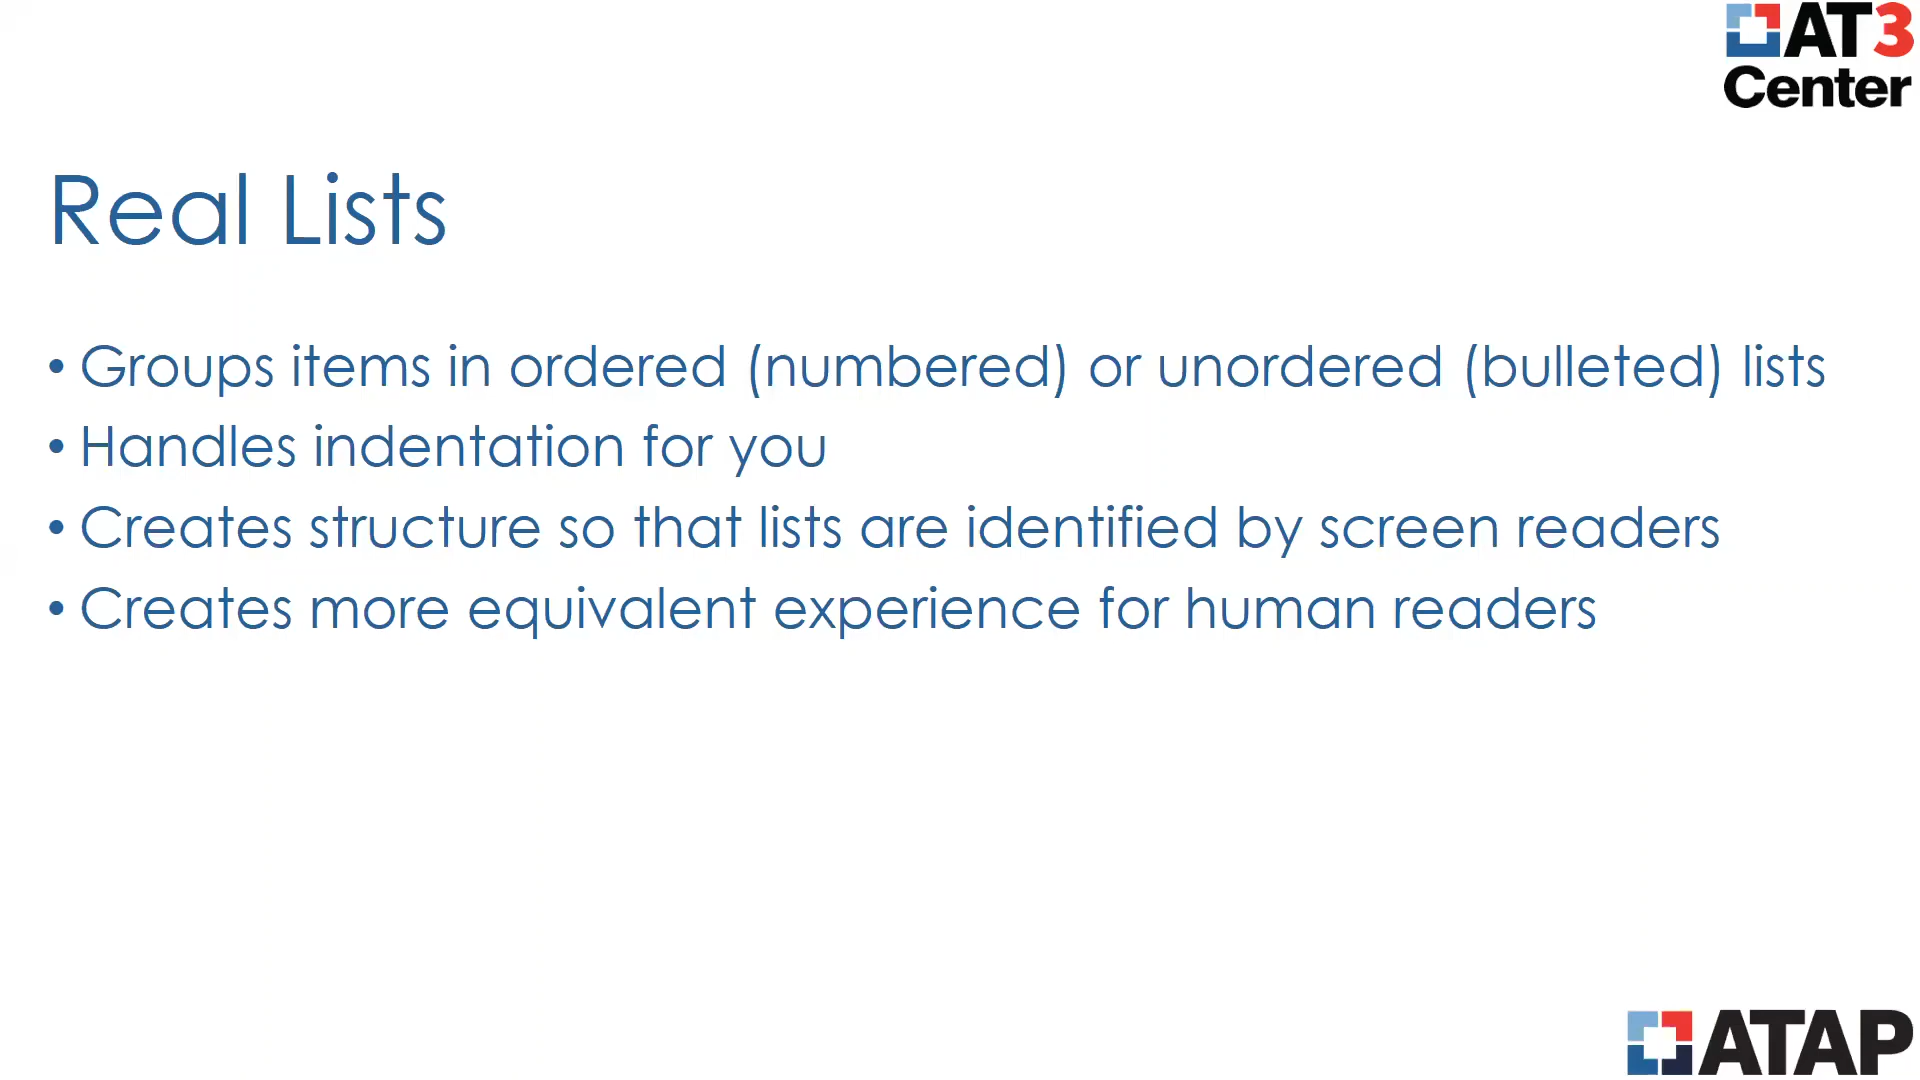 AT3
Center
Real Lists
• Groups items in ordered (numbered) or unordered (bulleted) lists
• Handles indentation for you
• Creates structure so that lists are identified by screen readers
• Creates more equivalent experience for human readers
ATAP